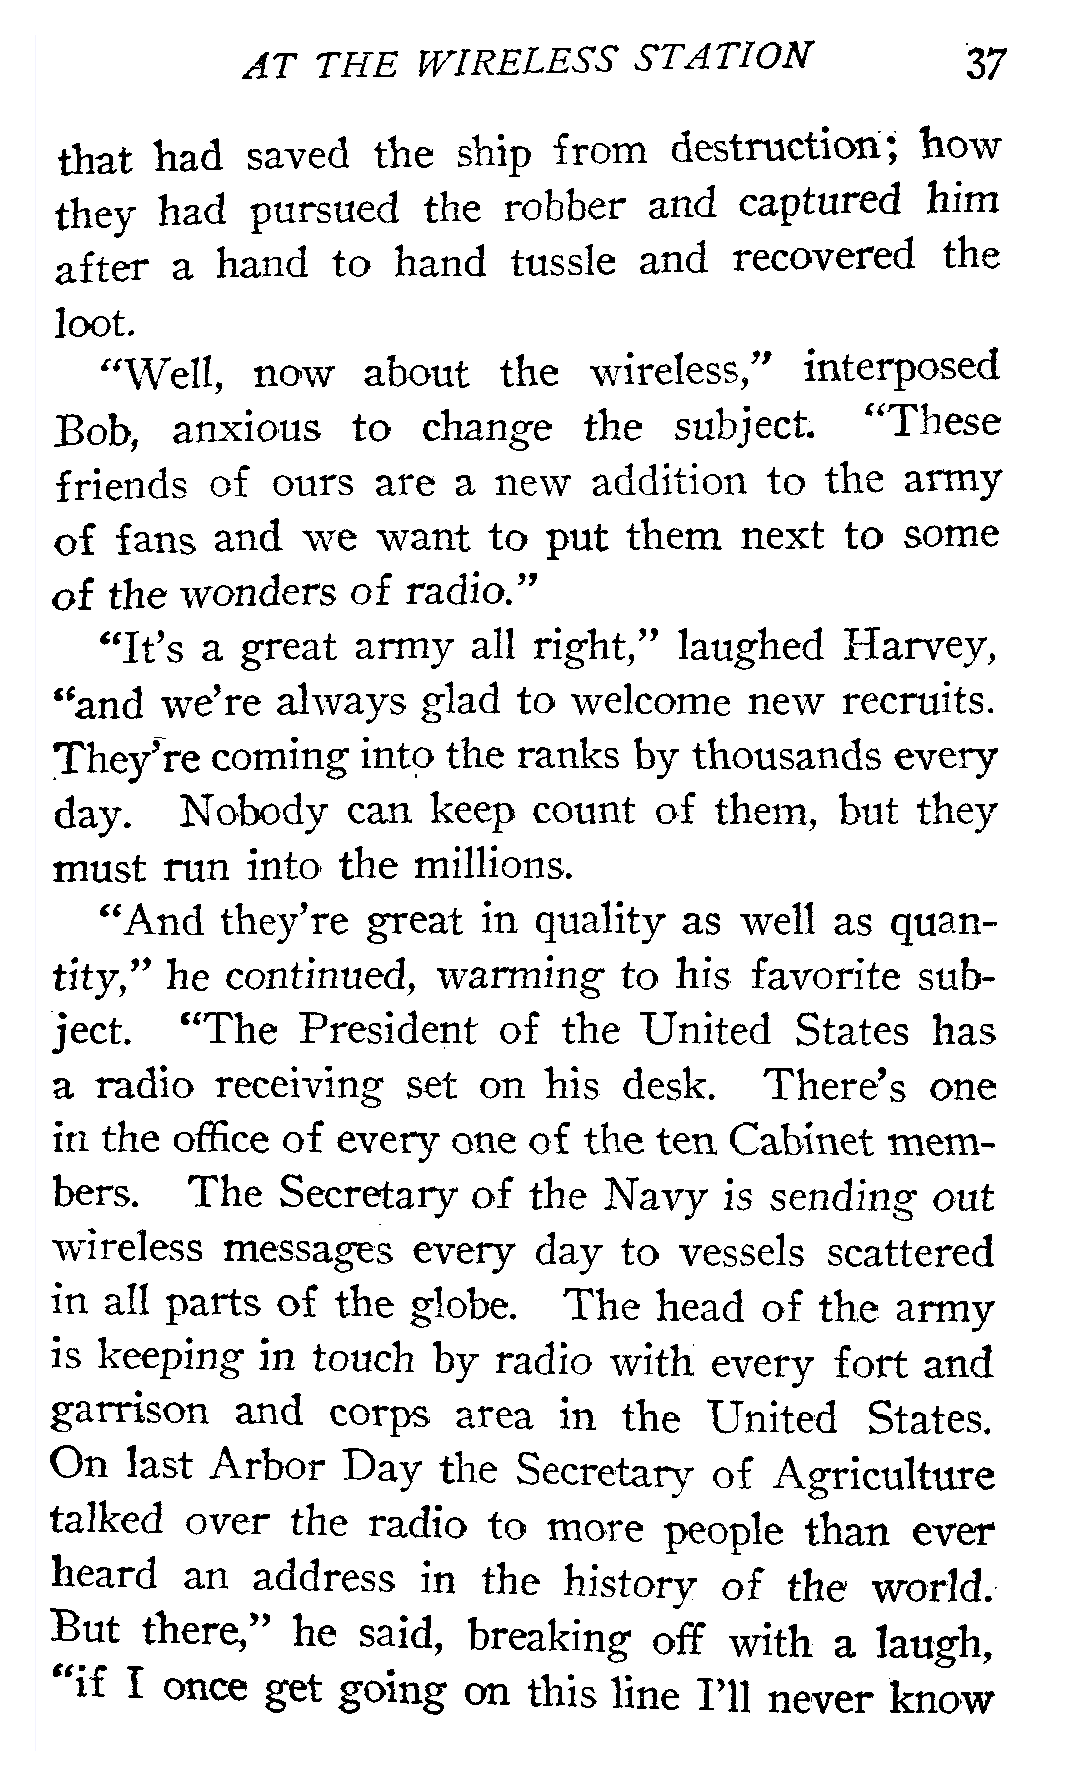 AT THE WIRELESS STATION 37
that had saved the ship from destruction; how
they had pursued the robber and captured him
after a hand to hand tussle and recovered the
loot.
“Well, now about the wireless,” interposed
Bob, anxious to change the subject. “These
friends of ours are a new addition to the army
of fans and we want to put them next to some
of the wonders of radio.”
“It’s a great army all right,” laughed Harvey,
“and we’re always glad to welcome new recruits.
They’re coming into the ranks by thousands every
day. Nobody can keep count of them, but they
must run into the millions.
“And they’re great in quality as well as quan-
tity,” he continued, warming to his favorite sub-
ject. “The President of the United States has
a radio receiving set on his desk. There’s one
in the office of every one of the ten Cabinet mem-
bers. The Secretary of the Navy is sending out
wireless messages every day to vessels scattered
in all parts of the globe. The head of the army
is keeping in touch by radio with every fort and
garrison and corps area in the United States.
On last Arbor Day the Secretary of Agriculture
talked over the radio to more people than ever
heard an address in the history of the world.
But there,” he said, breaking off with a laugh,
“if I once get going on this line I’ll never know